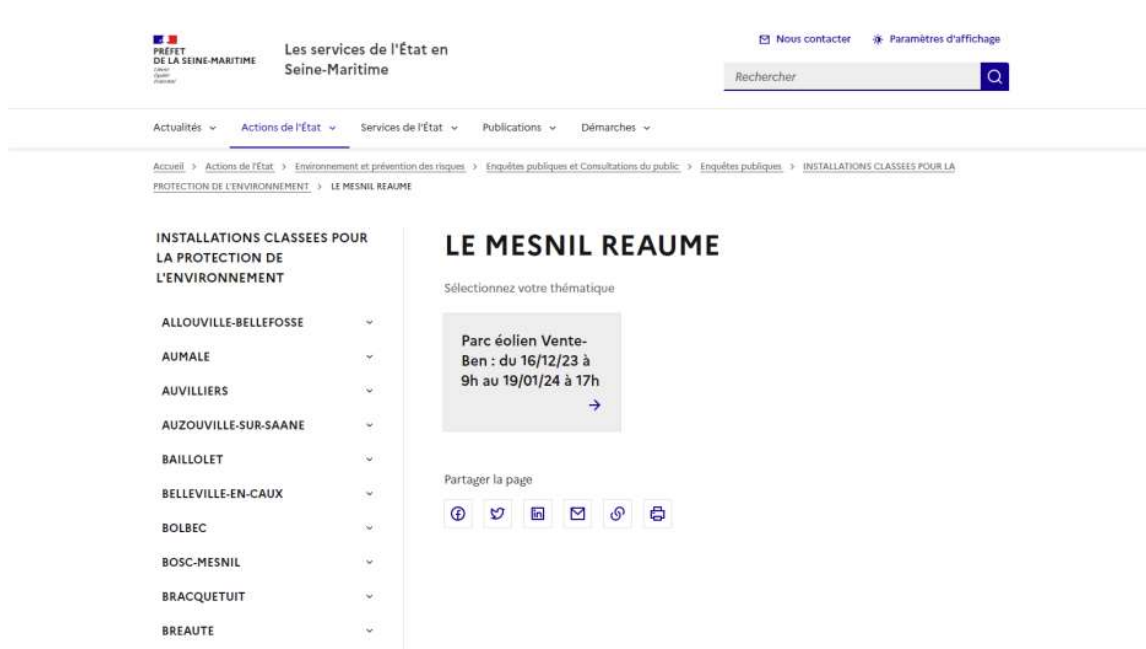 PRÉFET
DE LA SEINE-MARITIME
Liberté
Égalité
Fraternité
Les services de l'État en
Seine-Maritime
Nous contacter
Paramètres d'affichage
Rechercher
Actualités
Actions de l'État
Services de l'État
Publications
Démarches
Accueil > Actions de l'État > Environnement et prévention des risques > Enquêtes publiques et Consultations du public > Enquêtes publiques > INSTALLATIONS CLASSEES POUR LA
PROTECTION DE L'ENVIRONNEMENT > LE MESNIL REAUME
INSTALLATIONS CLASSEES POUR
LA PROTECTION DE
L'ENVIRONNEMENT
ALLOUVILLE-BELLEFOSSE
AUMALE
AUVILLIERS
AUZOUVILLE-SUR-SAANE
BAILLOLET
BELLEVILLE-EN-CAUX
BOLBEC
BOSC-MESNIL
BRACQUETUIT
BREAUTE
LE MESNIL REAUME
Sélectionnez votre thématique
Parc éolien Vente-
Ben : du 16/12/23 à
9h au 19/01/24 à 17h
Partager la page